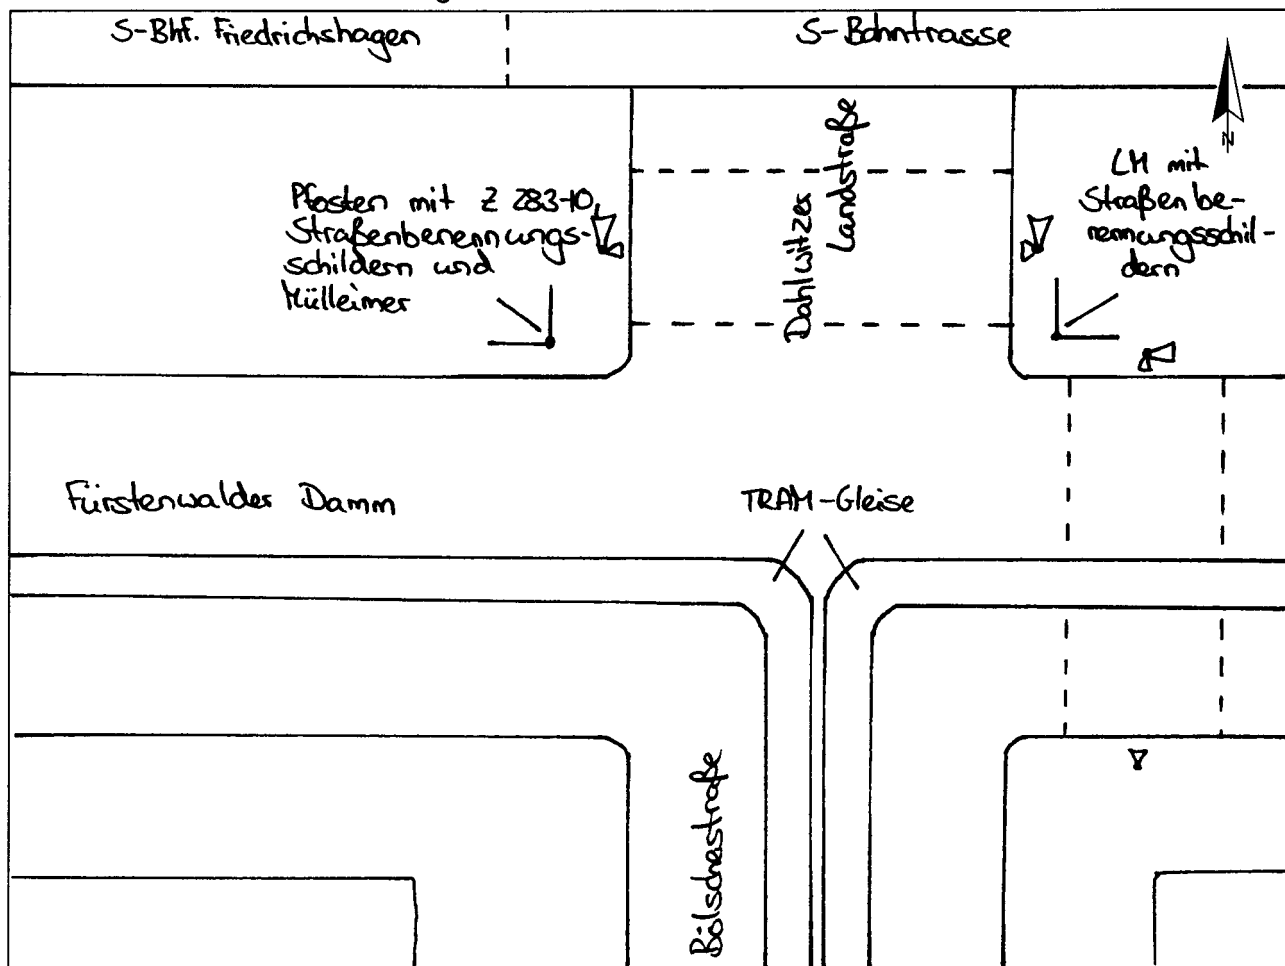 S-Bhf. Friedrichshagen
S-Bahntrasse
N
Pfosten mit Z 283-10,
Straßenbenennungs-
schildern und
Mülleimer
Dahlwitzer
Landstraße
LM mit
Straßenbe-
nennungsschil-
dern
Fürstenwalder Damm
TRAM-Gleise
Bölschestraße